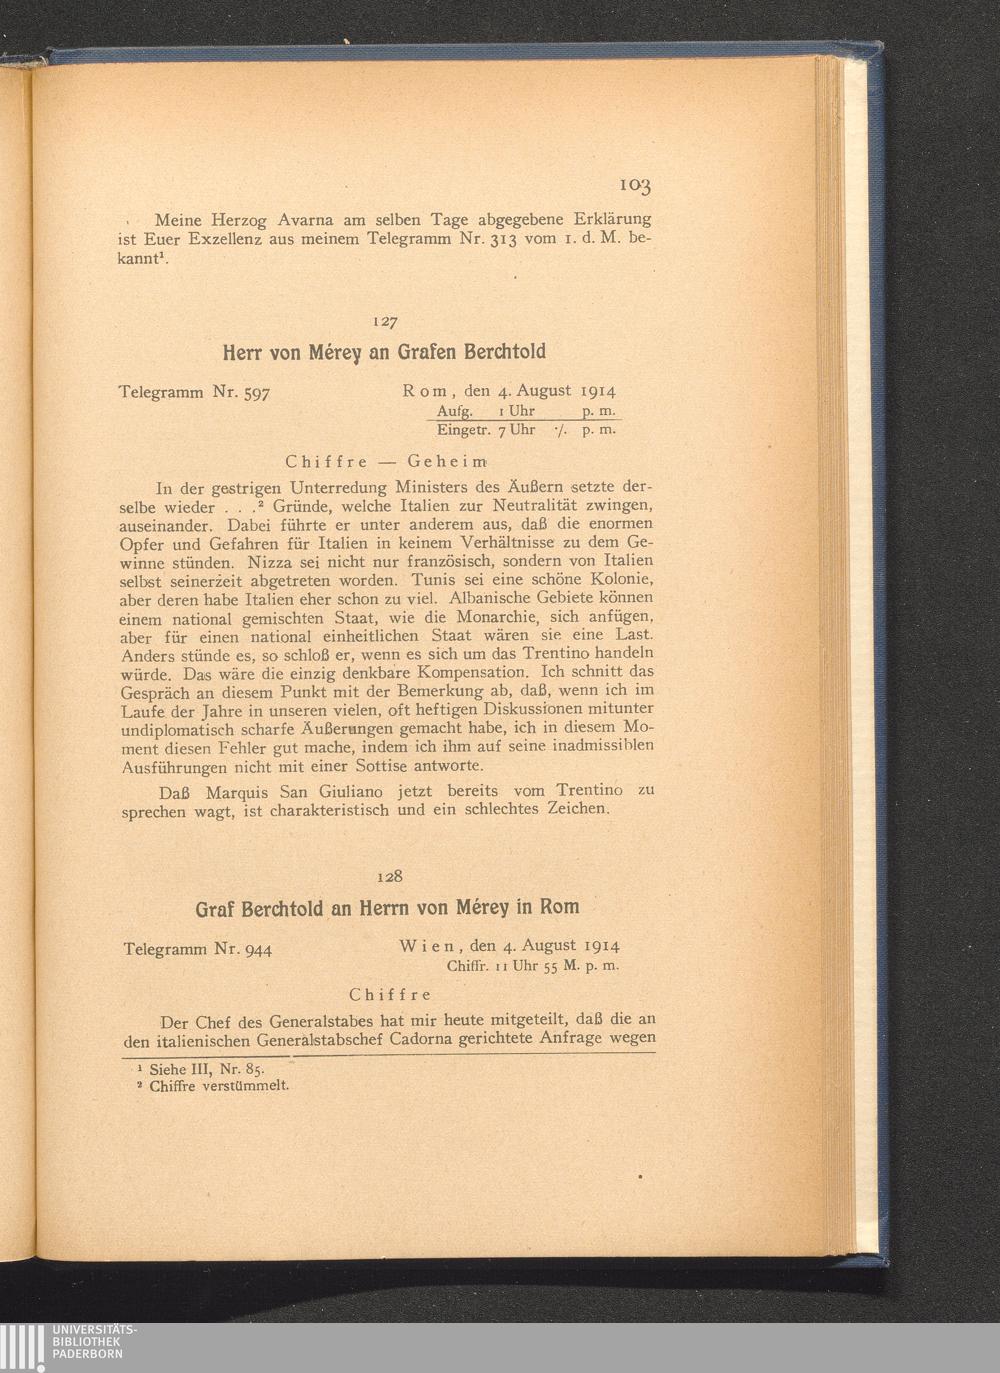 103
Meine Herzog Avarna am selben Tage abgegebene Erklärung
ist Euer Exzellenz aus meinem Telegramm Nr. 313 vom 1. d. M. be-
kannt¹.
127
Herr von Mérey an Grafen Berchtold
Telegramm Nr. 597 Rom, den 4. August 1914
Aufg. 1 Uhr p. m.
Eingetr. 7 Uhr ·/. p. m.
Chiffre — Geheim
In der gestrigen Unterredung Ministers des Äußern setzte der-
selbe wieder . . .² Gründe, welche Italien zur Neutralität zwingen,
auseinander. Dabei führte er unter anderem aus, daß die enormen
Opfer und Gefahren für Italien in keinem Verhältnisse zu dem Ge-
winne stünden. Nizza sei nicht nur französisch, sondern von Italien
selbst seinerzeit abgetreten worden. Tunis sei eine schöne Kolonie,
aber deren habe Italien eher schon zu viel. Albanische Gebiete können
einem national gemischten Staat, wie die Monarchie, sich anfügen,
aber für einen national einheitlichen Staat wären sie eine Last.
Anders stünde es, so schloß er, wenn es sich um das Trentino handeln
würde. Das wäre die einzig denkbare Kompensation. Ich schnitt das
Gespräch an diesem Punkt mit der Bemerkung ab, daß, wenn ich im
Laufe der Jahre in unseren vielen, oft heftigen Diskussionen mitunter
undiplomatisch scharfe Äußerungen gemacht habe, ich in diesem Mo-
ment diesen Fehler gut mache, indem ich ihm auf seine inadmissiblen
Ausführungen nicht mit einer Sottise antworte.
Daß Marquis San Giuliano jetzt bereits vom Trentino zu
sprechen wagt, ist charakteristisch und ein schlechtes Zeichen.
128
Graf Berchtold an Herrn von Mérey in Rom
Telegramm Nr. 944 Wien, den 4. August 1914
Chiffr. 11 Uhr 55 M. p. m.
Chiffre
Der Chef des Generalstabes hat mir heute mitgeteilt, daß die an
den italienischen Generalstabschef Cadorna gerichtete Anfrage wegen
¹ Siehe III, Nr. 85.
² Chiffre verstümmelt.
UNIVERSITÄTS-
BIBLIOTHEK
PADERBORN